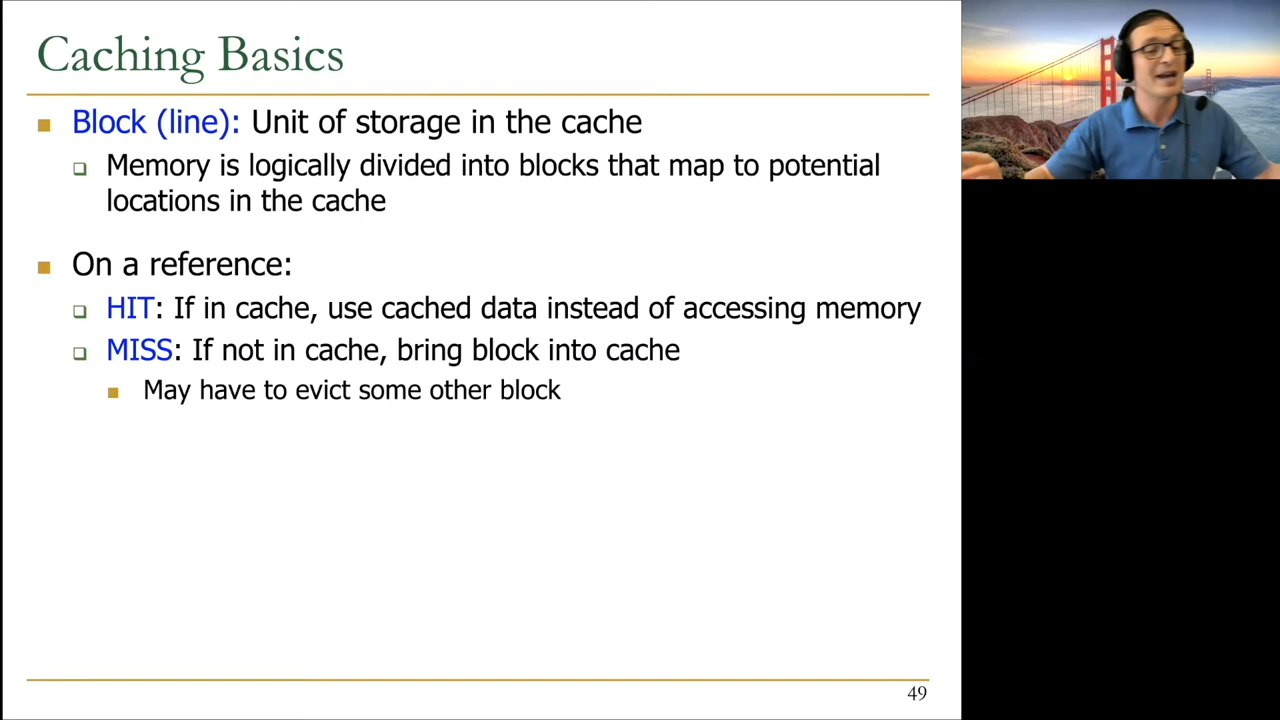 Caching Basics
Block (line): Unit of storage in the cache
Memory is logically divided into blocks that map to potential
locations in the cache
On a reference:
HIT: If in cache, use cached data instead of accessing memory
MISS: If not in cache, bring block into cache
May have to evict some other block
49